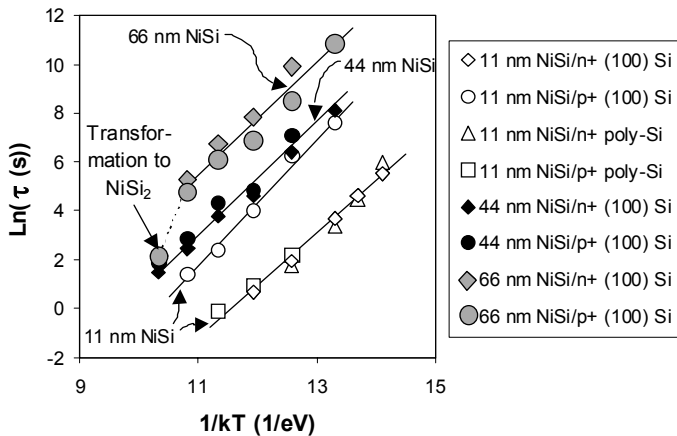 66 nm NiSi
44 nm NiSi
Transfor-
mation to
NiSi2
11 nm NiSi
Ln( τ (s))
12
10
8
6
4
2
0
-2
9
11
13
15
1/kT (1/eV)
11 nm NiSi/n+ (100) Si
11 nm NiSi/p+ (100) Si
11 nm NiSi/n+ poly-Si
11 nm NiSi/p+ poly-Si
44 nm NiSi/n+ (100) Si
44 nm NiSi/p+ (100) Si
66 nm NiSi/n+ (100) Si
66 nm NiSi/p+ (100) Si